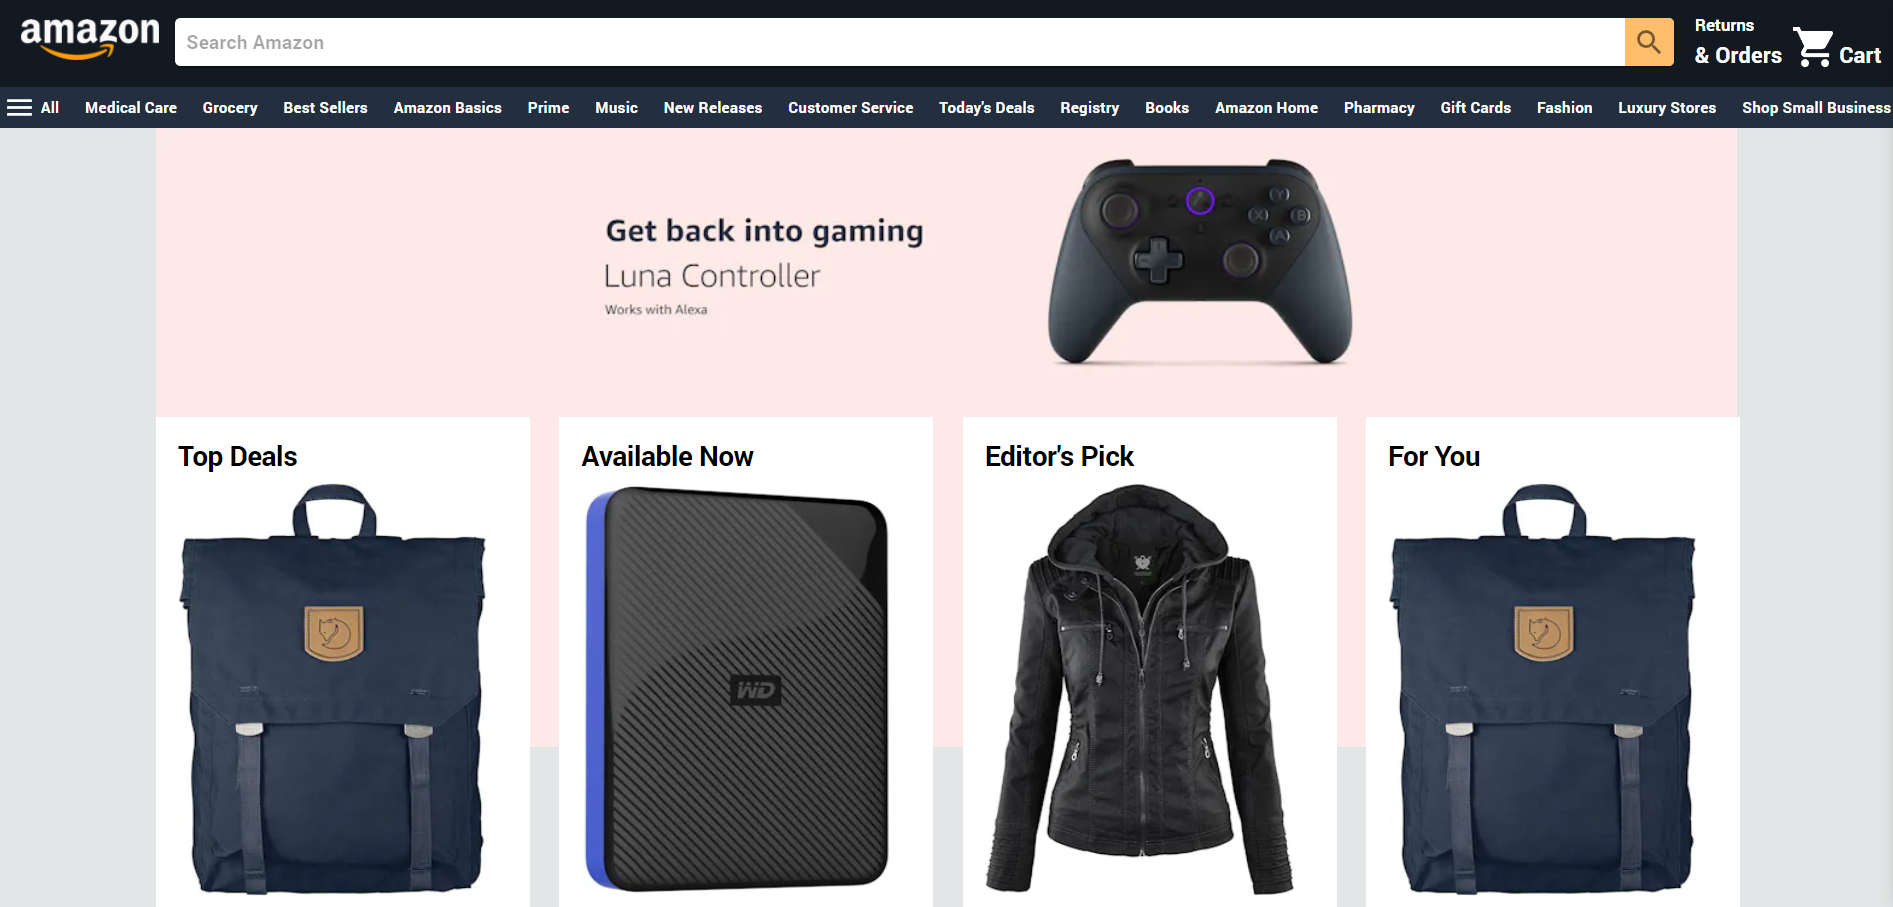 amazon
Search Amazon
Returns
& Orders
Cart
All Medical Care Grocery Best Sellers Amazon Basics Prime Music New Releases Customer Service Today's Deals Registry Books Amazon Home Pharmacy Gift Cards Fashion Luxury Stores Shop Small Business
Get back into gaming
Luna Controller
Works with Alexa
Y
X B
A
Top Deals Available Now Editor's Pick For You
WD